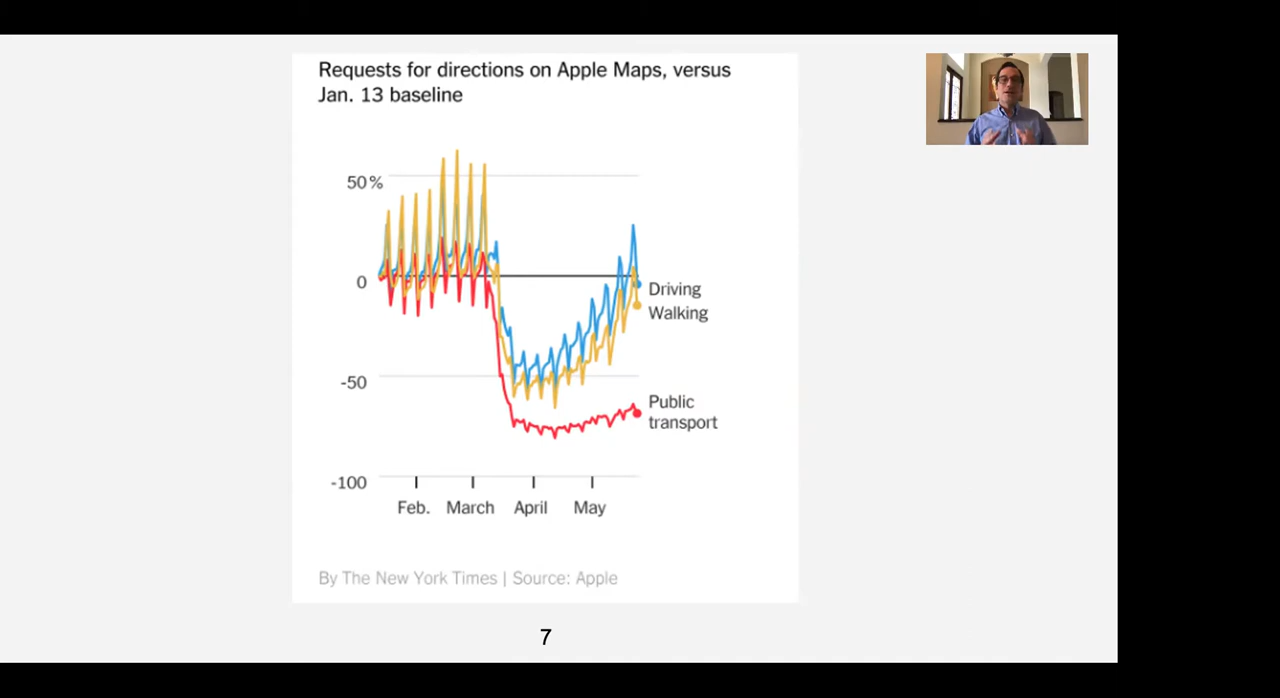 Requests for directions on Apple Maps, versus
Jan. 13 baseline
50%
0
-50
-100
Driving
Walking
Public
transport
Feb. March April May
By The New York Times | Source: Apple
7